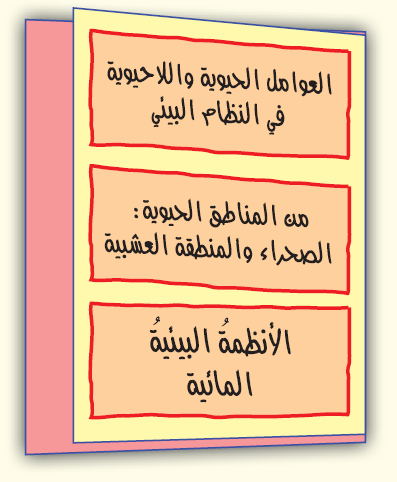 العوامل الحيوية واللاحيوية
في النظام البيئي
من المناطق الحيوية:
الصحراء والمنطقة العشبية
الأنظمةُ البيئيةُ
المائية